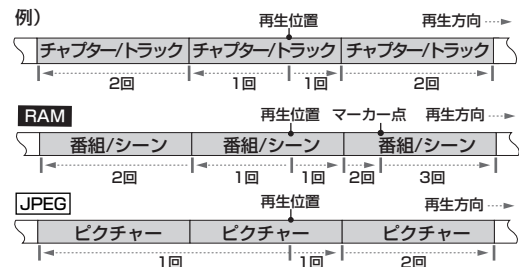 例)
再生位置 再生方向
チャプター/トラック チャプター/トラック チャプター/トラック
2回 1回 1回 2回
RAM 再生位置 マーカー点 再生方向
番組/シーン 番組/シーン 番組/シーン
2回 1回 1回 2回 3回
JPEG 再生位置 再生方向
ピクチャー ピクチャー ピクチャー
1回 1回 2回